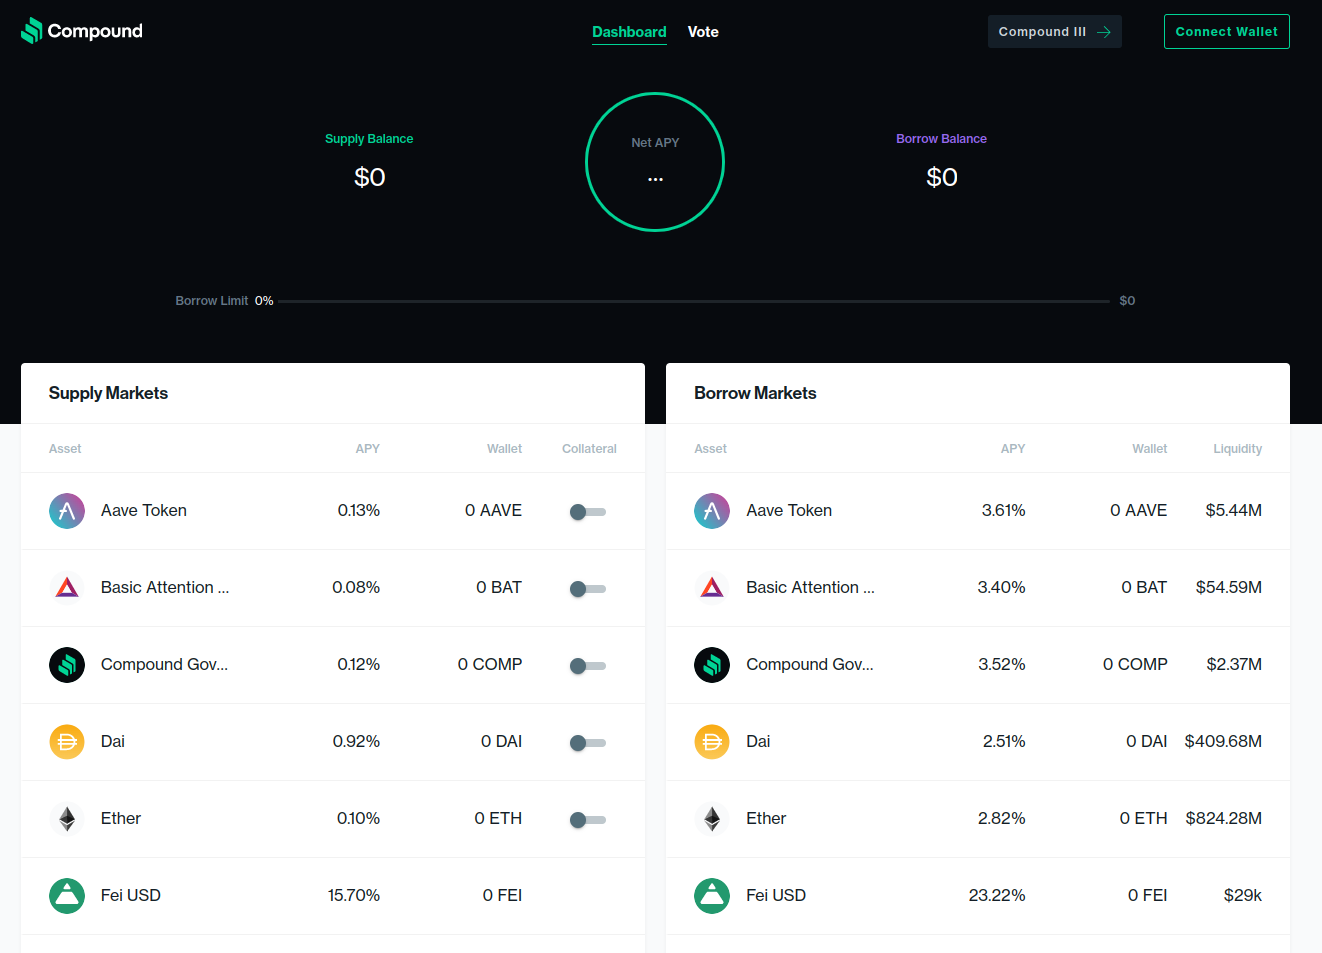 Compound
Dashboard Vote
Compound III → Connect Wallet
Supply Balance Net APY Borrow Balance
$0 ... $0
Borrow Limit 0% $0
Supply Markets
Asset APY Wallet Collateral
Aave Token 0.13% 0 AAVE
Basic Attention ... 0.08% 0 BAT
Compound Gov... 0.12% 0 COMP
Dai 0.92% 0 DAI
Ether 0.10% 0 ETH
Fei USD 15.70% 0 FEI
Borrow Markets
Asset APY Wallet Liquidity
Aave Token 3.61% 0 AAVE $5.44M
Basic Attention ... 3.40% 0 BAT $54.59M
Compound Gov... 3.52% 0 COMP $2.37M
Dai 2.51% 0 DAI $409.68M
Ether 2.82% 0 ETH $824.28M
Fei USD 23.22% 0 FEI $29k